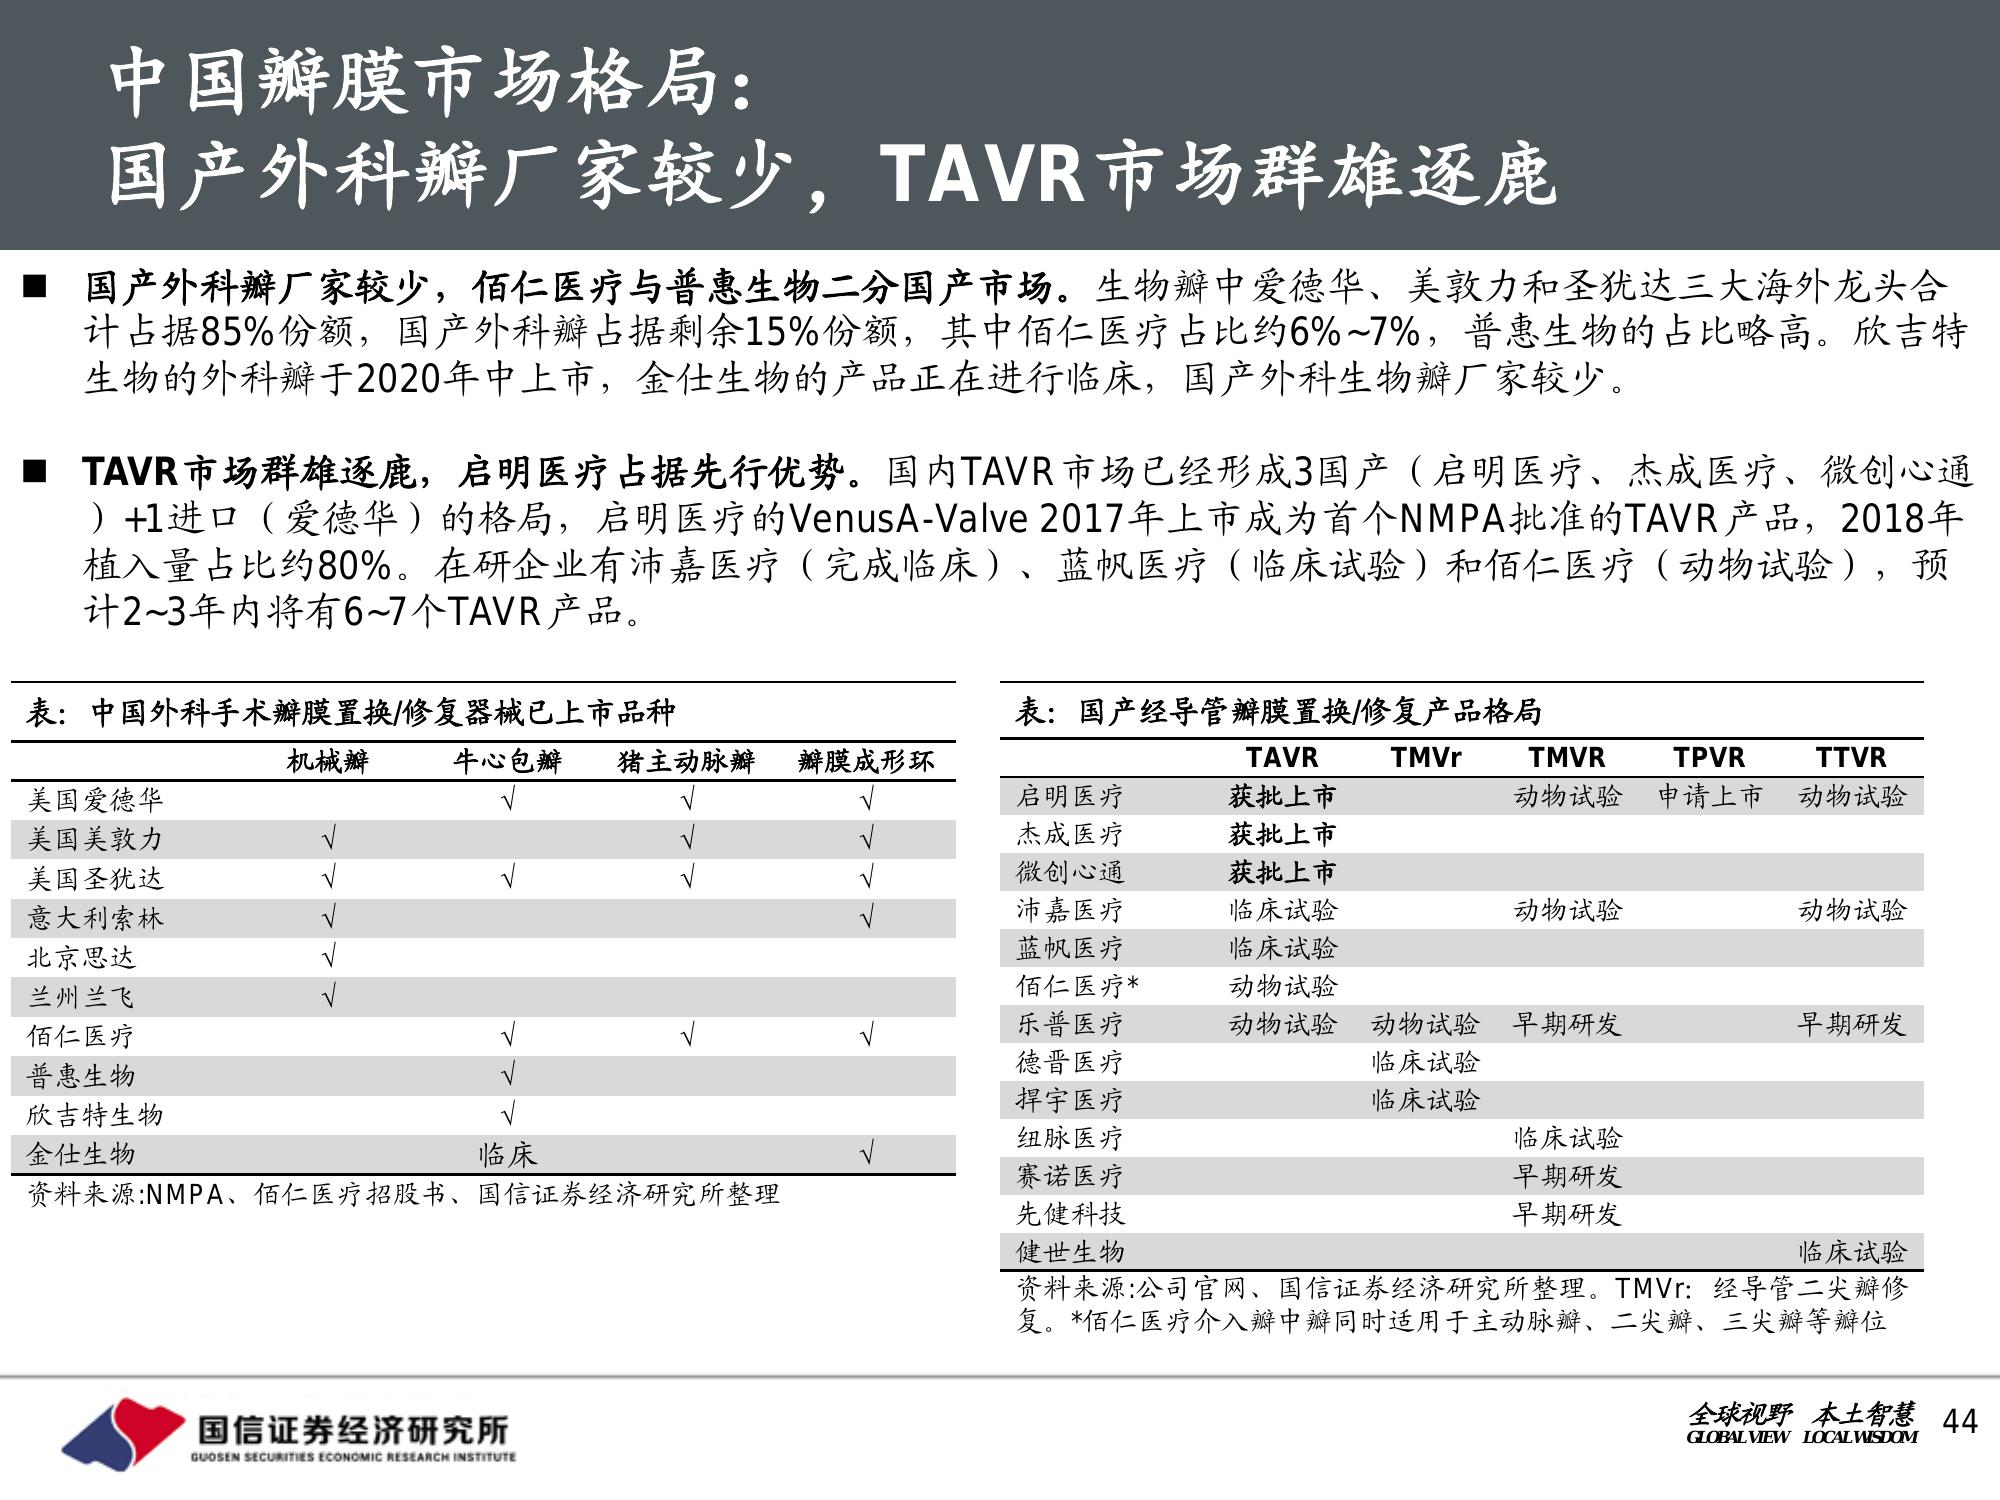 中国瓣膜市场格局：
国产外科瓣厂家较少，TAVR市场群雄逐鹿
■ 国产外科瓣厂家较少，佰仁医疗与普惠生物二分国产市场。生物瓣中爱德华、美敦力和圣犹达三大海外龙头合
计占据85%份额，国产外科瓣占据剩余15%份额，其中佰仁医疗占比约6%~7%，普惠生物的占比略高。欣吉特
生物的外科瓣于2020年中上市，金仕生物的产品正在进行临床，国产外科生物瓣厂家较少。
■ TAVR市场群雄逐鹿，启明医疗占据先行优势。国内TAVR市场已经形成3国产（启明医疗、杰成医疗、微创心通
）+1进口（爱德华）的格局，启明医疗的VenusA-Valve 2017年上市成为首个NMPA批准的TAVR产品，2018年
植入量占比约80%。在研企业有沛嘉医疗（完成临床）、蓝帆医疗（临床试验）和佰仁医疗（动物试验），预
计2~3年内将有6~7个TAVR产品。
表：中国外科手术瓣膜置换/修复器械已上市品种
机械瓣 牛心包瓣 猪主动脉瓣 瓣膜成形环
美国爱德华 √ √ √
美国美敦力 √ √ √
美国圣犹达 √ √ √ √
意大利索林 √ √
北京思达 √
兰州兰飞 √
佰仁医疗 √ √ √
普惠生物 √
欣吉特生物 √
金仕生物 临床 √
资料来源:NMPA、佰仁医疗招股书、国信证券经济研究所整理
表：国产经导管瓣膜置换/修复产品格局
TAVR TMVr TMVR TPVR TTVR
启明医疗 获批上市 动物试验 申请上市 动物试验
杰成医疗 获批上市
微创心通 获批上市
沛嘉医疗 临床试验 动物试验 动物试验
蓝帆医疗 临床试验
佰仁医疗* 动物试验
乐普医疗 动物试验 动物试验 早期研发 早期研发
德晋医疗 临床试验
捍宇医疗 临床试验
纽脉医疗 临床试验
赛诺医疗 早期研发
先健科技 早期研发
健世生物 临床试验
资料来源:公司官网、国信证券经济研究所整理。TMVr：经导管二尖瓣修
复。*佰仁医疗介入瓣中瓣同时适用于主动脉瓣、二尖瓣、三尖瓣等瓣位
国信证券经济研究所
GUOSEN SECURITIES ECONOMIC RESEARCH INSTITUTE
全球视野 本土智慧
GLOBAL VIEW LOCAL WISDOM
44